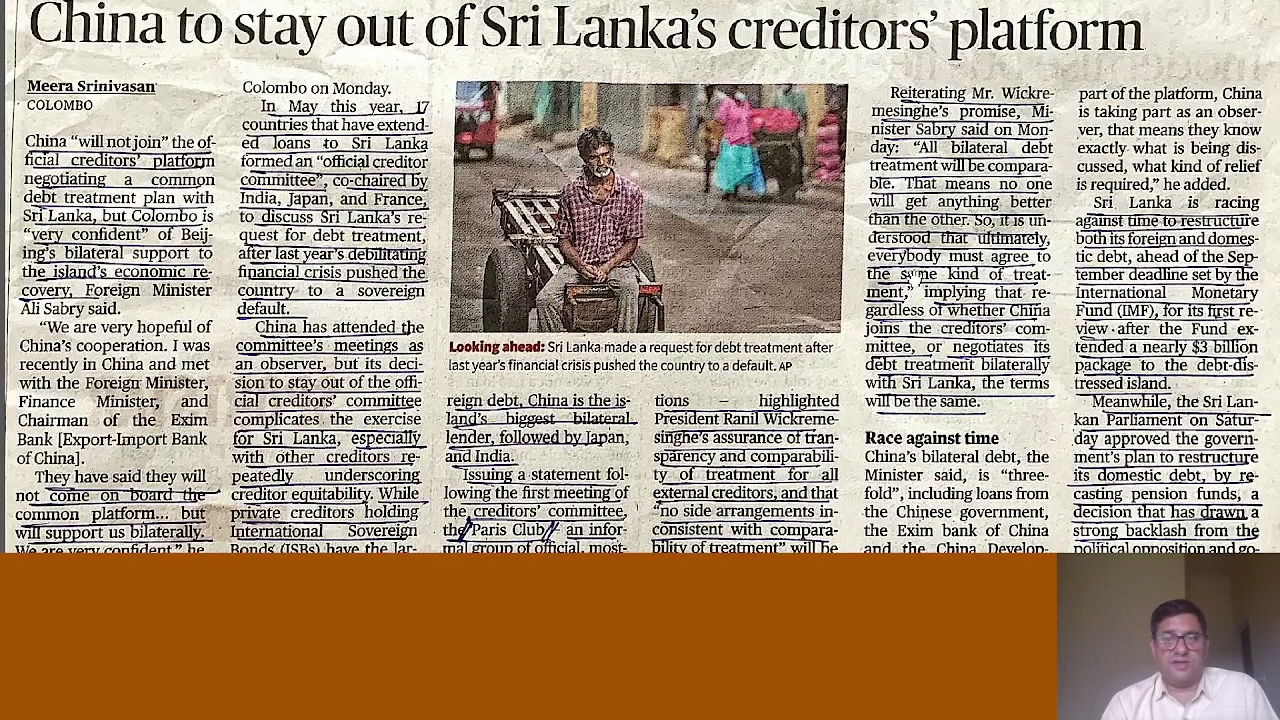 China to stay out of Sri Lanka's creditors' platform
Meera Srinivasan
COLOMBO
China “will not join” the of-
ficial creditors’ platform
negotiating a common
debt treatment plan with
Sri Lanka, but Colombo is
“very confident” of Beij-
ing’s bilateral support to
the island’s economic re-
covery, Foreign Minister
Ali Sabry said.
“We are very hopeful of
China’s cooperation. I was
recently in China and met
with the Foreign Minister,
Finance Minister, and
Chairman of the Exim
Bank [Export-Import Bank
of China].
They have said they will
not come on board the
common platform... but
will support us bilaterally.
We are very confident,” he
Colombo on Monday.
In May this year, 17
countries that have extend-
ed loans to Sri Lanka
formed an “official creditor
committee”, co-chaired by
India, Japan, and France,
to discuss Sri Lanka’s re-
quest for debt treatment,
after last year’s debilitating
financial crisis pushed the
country to a sovereign
default.
China has attended the
committee’s meetings as
an observer, but its deci-
sion to stay out of the offi-
cial creditors’ committee
complicates the exercise
for Sri Lanka, especially
with other creditors re-
peatedly underscoring
creditor equitability. While
private creditors holding
International Sovereign
Bonds (ISBs) have the lar-
Looking ahead: Sri Lanka made a request for debt treatment after
last year’s financial crisis pushed the country to a default. AP
reign debt, China is the is-
land’s biggest bilateral
lender, followed by Japan,
and India.
Issuing a statement fol-
lowing the first meeting of
the creditors’ committee,
the Paris Club, an infor-
mal group of official, most-
tions – highlighted
President Ranil Wickreme-
singhe’s assurance of tran-
sparency and comparabili-
ty of treatment for all
external creditors, and that
“no side arrangements in-
consistent with compara-
bility of treatment” will be
Reiterating Mr. Wickre-
mesinghe’s promise, Mi-
nister Sabry said on Mon-
day: “All bilateral debt
treatment will be compara-
ble. That means no one
will get anything better
than the other. So, it is un-
derstood that ultimately,
everybody must agree to
the same kind of treat-
ment,” implying that re-
gardless of whether China
joins the creditors’ com-
mittee, or negotiates its
debt treatment bilaterally
with Sri Lanka, the terms
will be the same.
Race against time
China’s bilateral debt, the
Minister said, is “three-
fold”, including loans from
the Chinese government,
the Exim bank of China
and the China Develop-
part of the platform, China
is taking part as an obser-
ver, that means they know
exactly what is being dis-
cussed, what kind of relief
is required,” he added.
Sri Lanka is racing
against time to restructure
both its foreign and domes-
tic debt, ahead of the Sep-
tember deadline set by the
International Monetary
Fund (IMF), for its first re-
view after the Fund ex-
tended a nearly $3 billion
package to the debt-dis-
tressed island.
Meanwhile, the Sri Lan-
kan Parliament on Satur-
day approved the govern-
ment’s plan to restructure
its domestic debt, by re-
casting pension funds, a
decision that has drawn a
strong backlash from the
political opposition and go-